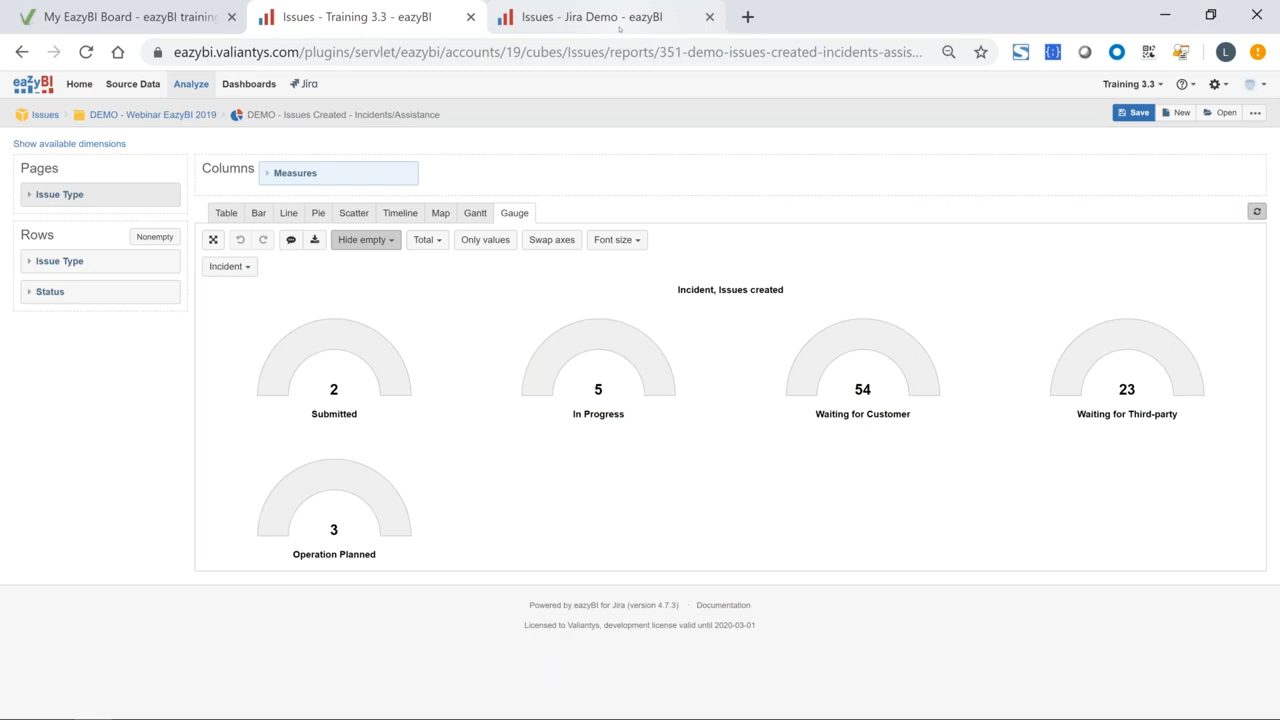 My EazyBI Board - eazyBI training
Issues - Training 3.3 - eazyBI
Issues - Jira Demo - eazyBI
eazybi.valiantys.com/plugins/servlet/eazybi/accounts/19/cubes/Issues/reports/351-demo-issues-created-incidents-assis...
L
eaZyBI
Home
Source Data
Analyze
Dashboards
Jira
Training 3.3
Issues
DEMO - Webinar EazyBI 2019
DEMO - Issues Created - Incidents/Assistance
Save
New
Open
Show available dimensions
Pages
Issue Type
Columns
Measures
Rows
Nonempty
Issue Type
Status
Table
Bar
Line
Pie
Scatter
Timeline
Map
Gantt
Gauge
Hide empty
Total
Only values
Swap axes
Font size
Incident
Incident, Issues created
2
Submitted
5
In Progress
54
Waiting for Customer
23
Waiting for Third-party
3
Operation Planned
Powered by eazyBI for Jira (version 4.7.3) · Documentation
Licensed to Valiantys, development license valid until 2020-03-01